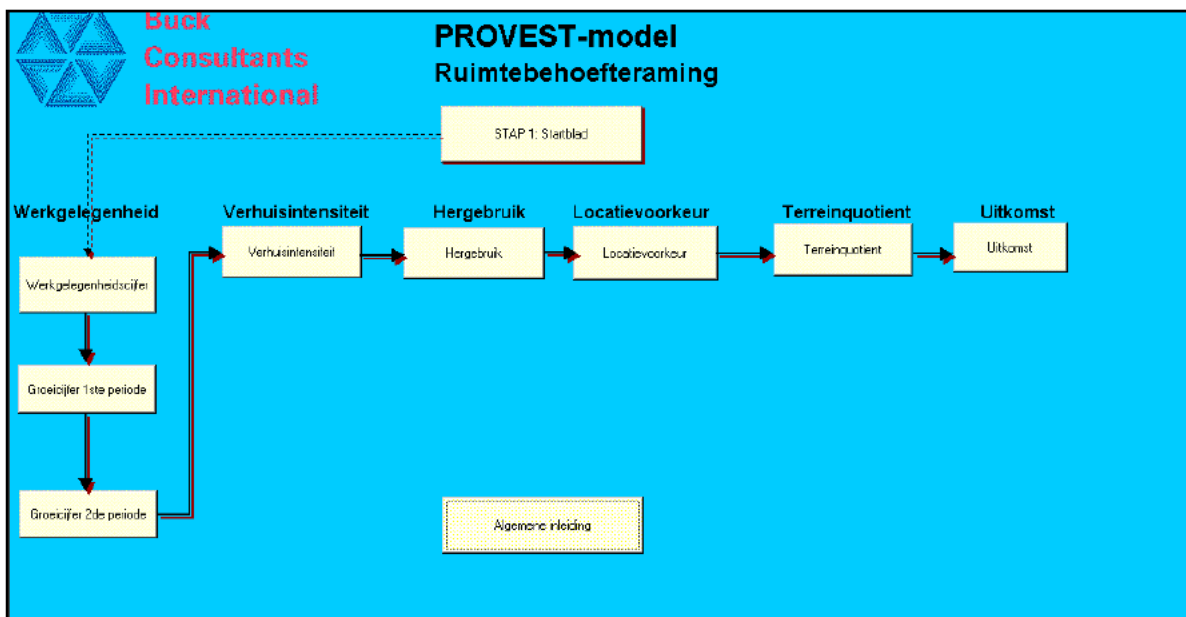 Buck
Consultants
International
PROVEST-model
Ruimtebehoefteraming
STAP 1: Startblad
Werkgelegenheid
Verhuisintensiteit
Hergebruik
Locatievoorkeur
Terreinquotient
Uitkomst
Verhuisintensiteit
Hergebruik
Locatievoorkeur
Terreinquotient
Uitkomst
Werkgelegenheidscijfer
Groeicijfer 1ste periode
Groeicijfer 2de periode
Algemene inleiding